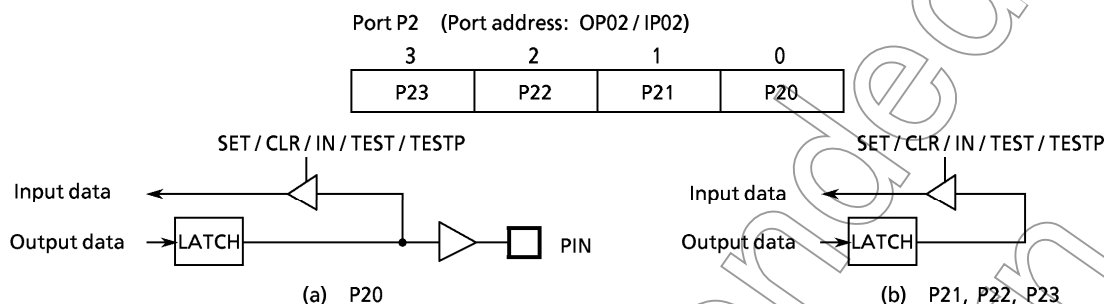 Port P2 (Port address: OP02 / IP02)
3 2 1 0
P23 P22 P21 P20
SET / CLR / IN / TEST / TESTP
Input data
Output data
LATCH
PIN
(a) P20
SET / CLR / IN / TEST / TESTP
Input data
Output data
LATCH
(b) P21, P22, P23